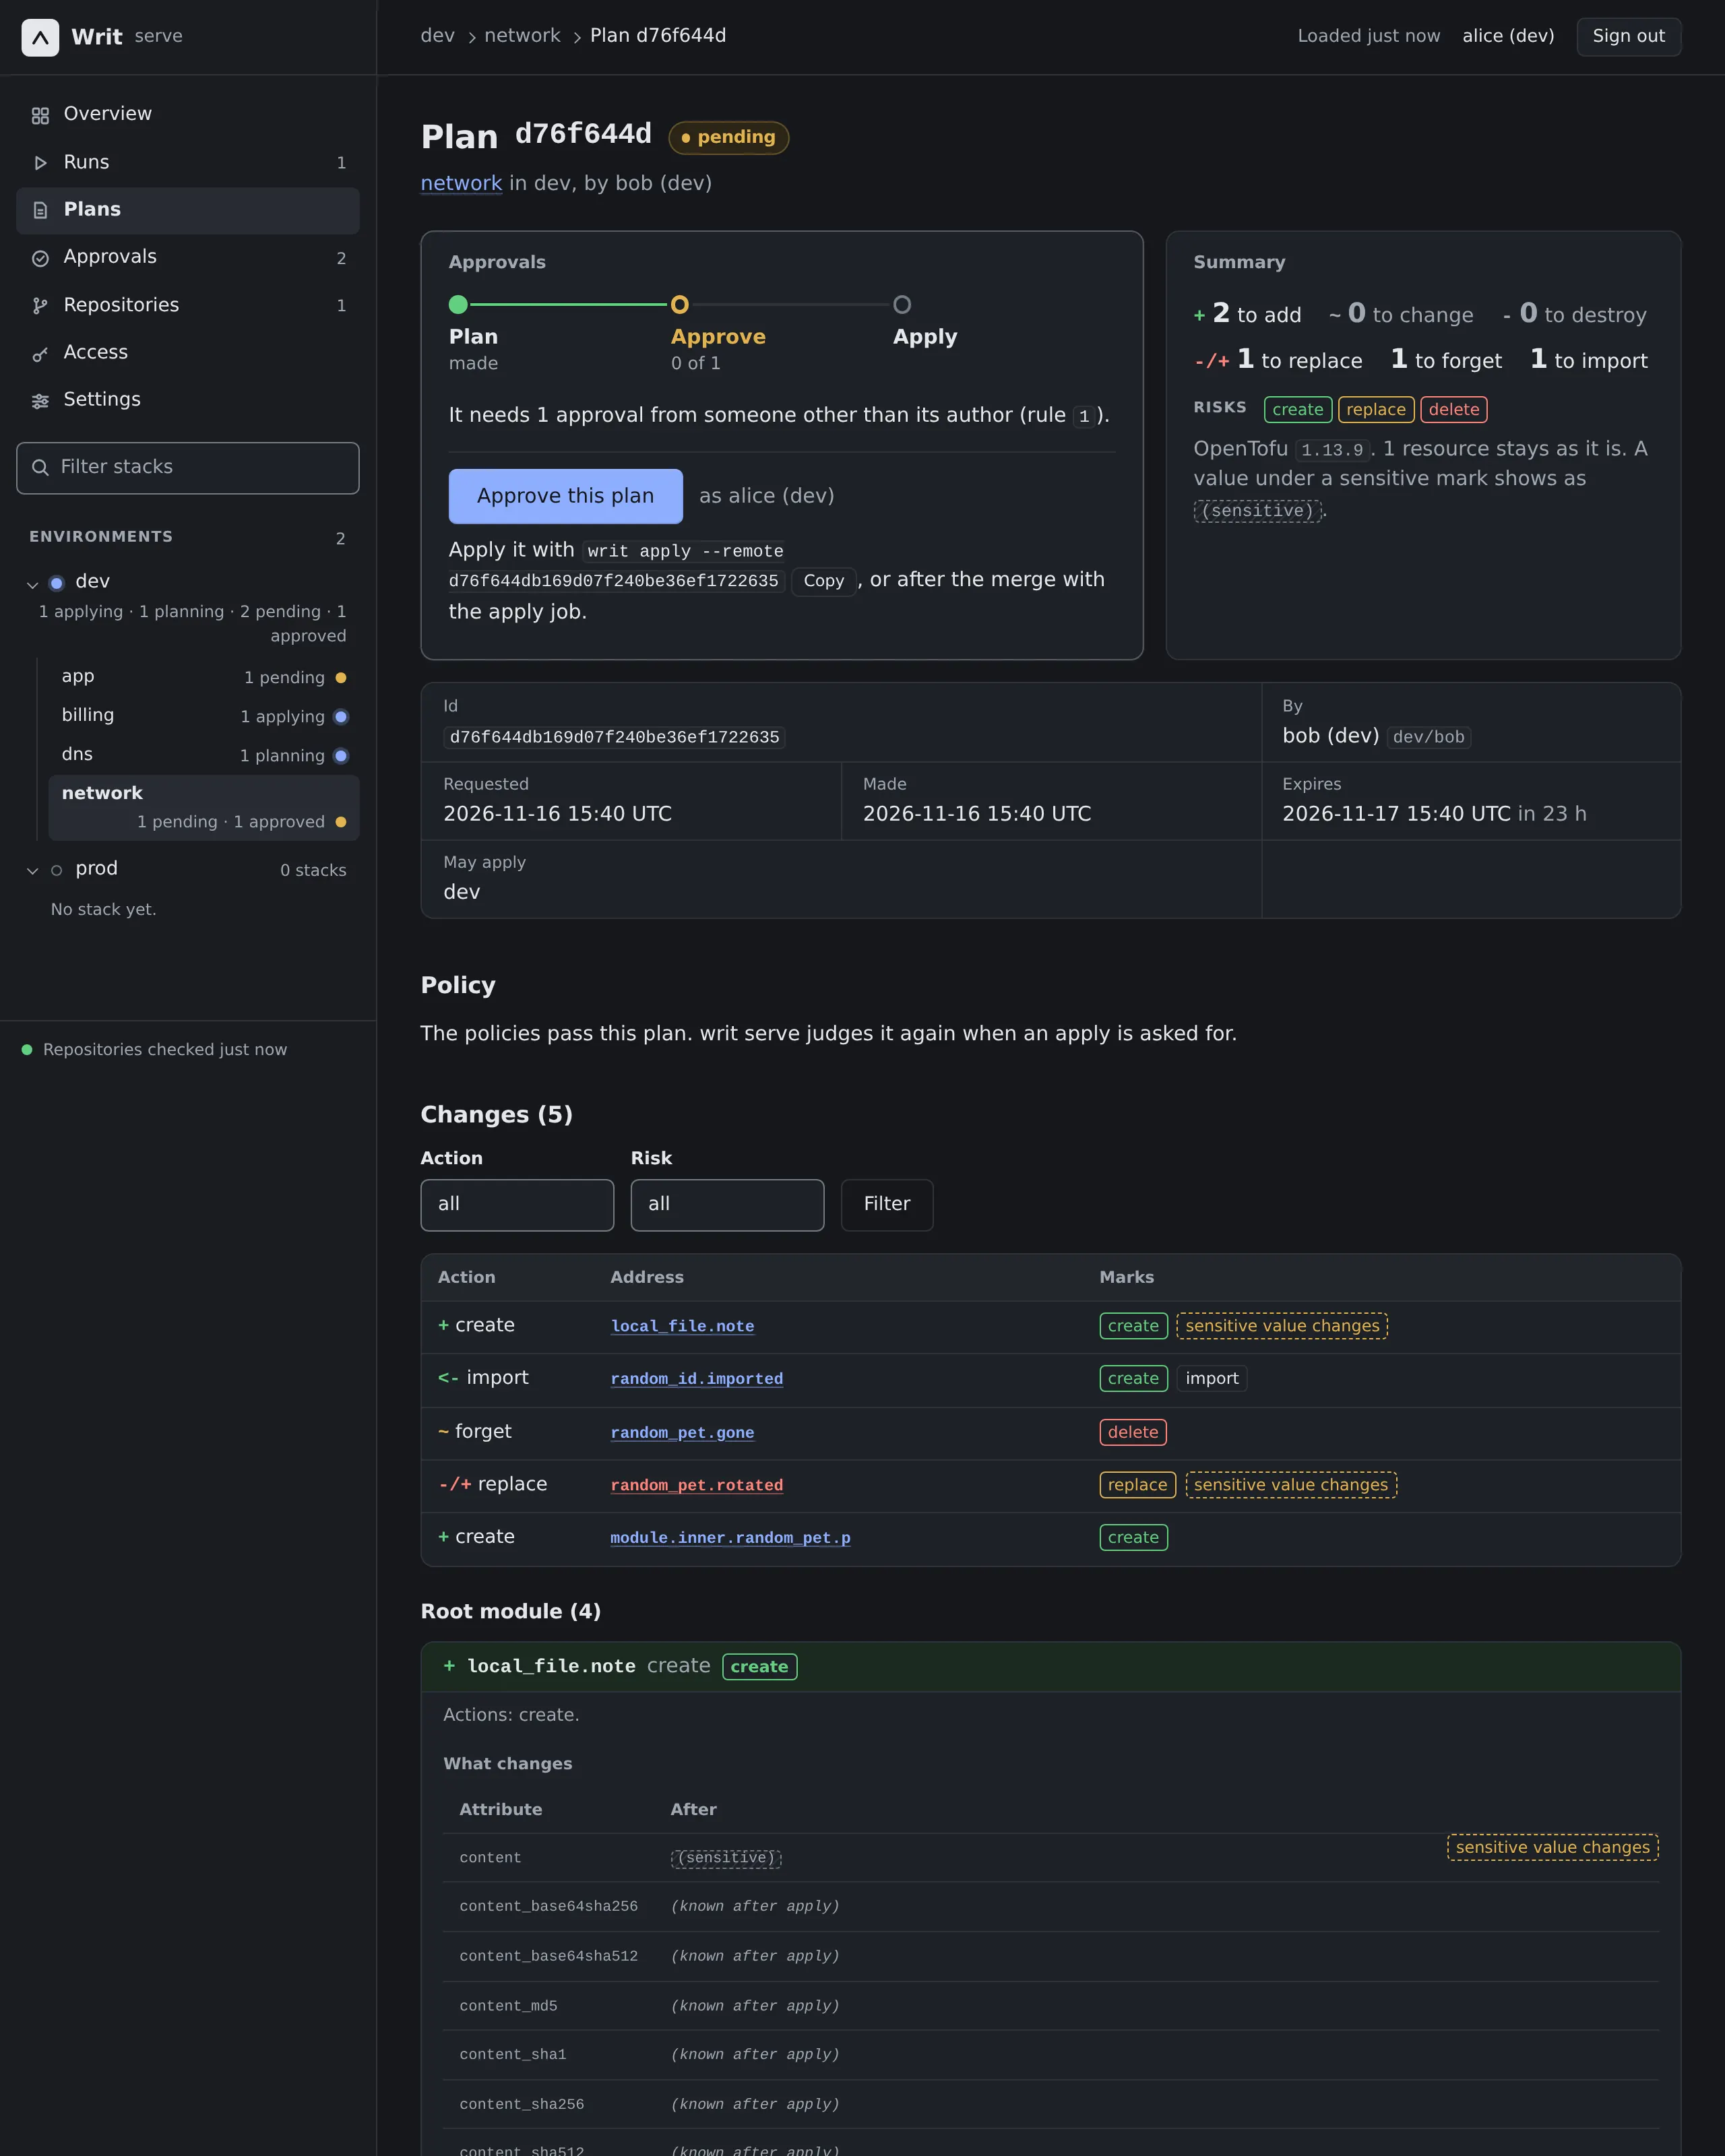 Writ serve
Overview
Runs 1
Plans
Approvals 2
Repositories 1
Access
Settings
Filter stacks
ENVIRONMENTS 2
dev
1 applying · 1 planning · 2 pending · 1
approved
app 1 pending
billing 1 applying
dns 1 planning
network
1 pending · 1 approved
prod 0 stacks
No stack yet.
Repositories checked just now
dev > network > Plan d76f644d
Loaded just now alice (dev) Sign out
Plan d76f644d pending
network in dev, by bob (dev)
Approvals
Plan Approve Apply
made 0 of 1
It needs 1 approval from someone other than its author (rule 1).
Approve this plan as alice (dev)
Apply it with writ apply --remote
d76f644db169d07f240be36ef1722635 Copy, or after the merge with
the apply job.
Summary
+ 2 to add ~ 0 to change - 0 to destroy
-/+ 1 to replace 1 to forget 1 to import
RISKS create replace delete
OpenTofu 1.13.9. 1 resource stays as it is. A
value under a sensitive mark shows as
(sensitive).
Id
d76f644db169d07f240be36ef1722635
By
bob (dev) dev/bob
Requested
2026-11-16 15:40 UTC
Made
2026-11-16 15:40 UTC
Expires
2026-11-17 15:40 UTC in 23 h
May apply
dev
Policy
The policies pass this plan. writ serve judges it again when an apply is asked for.
Changes (5)
Action Risk
all all Filter
Action Address Marks
+ create local_file.note create sensitive value changes
<- import random_id.imported create import
~ forget random_pet.gone delete
-/+ replace random_pet.rotated replace sensitive value changes
+ create module.inner.random_pet.p create
Root module (4)
+ local_file.note create create
Actions: create.
What changes
Attribute After
content (sensitive) sensitive value changes
content_base64sha256 (known after apply)
content_base64sha512 (known after apply)
content_md5 (known after apply)
content_sha1 (known after apply)
content_sha256 (known after apply)
content_sha512 (known after apply)